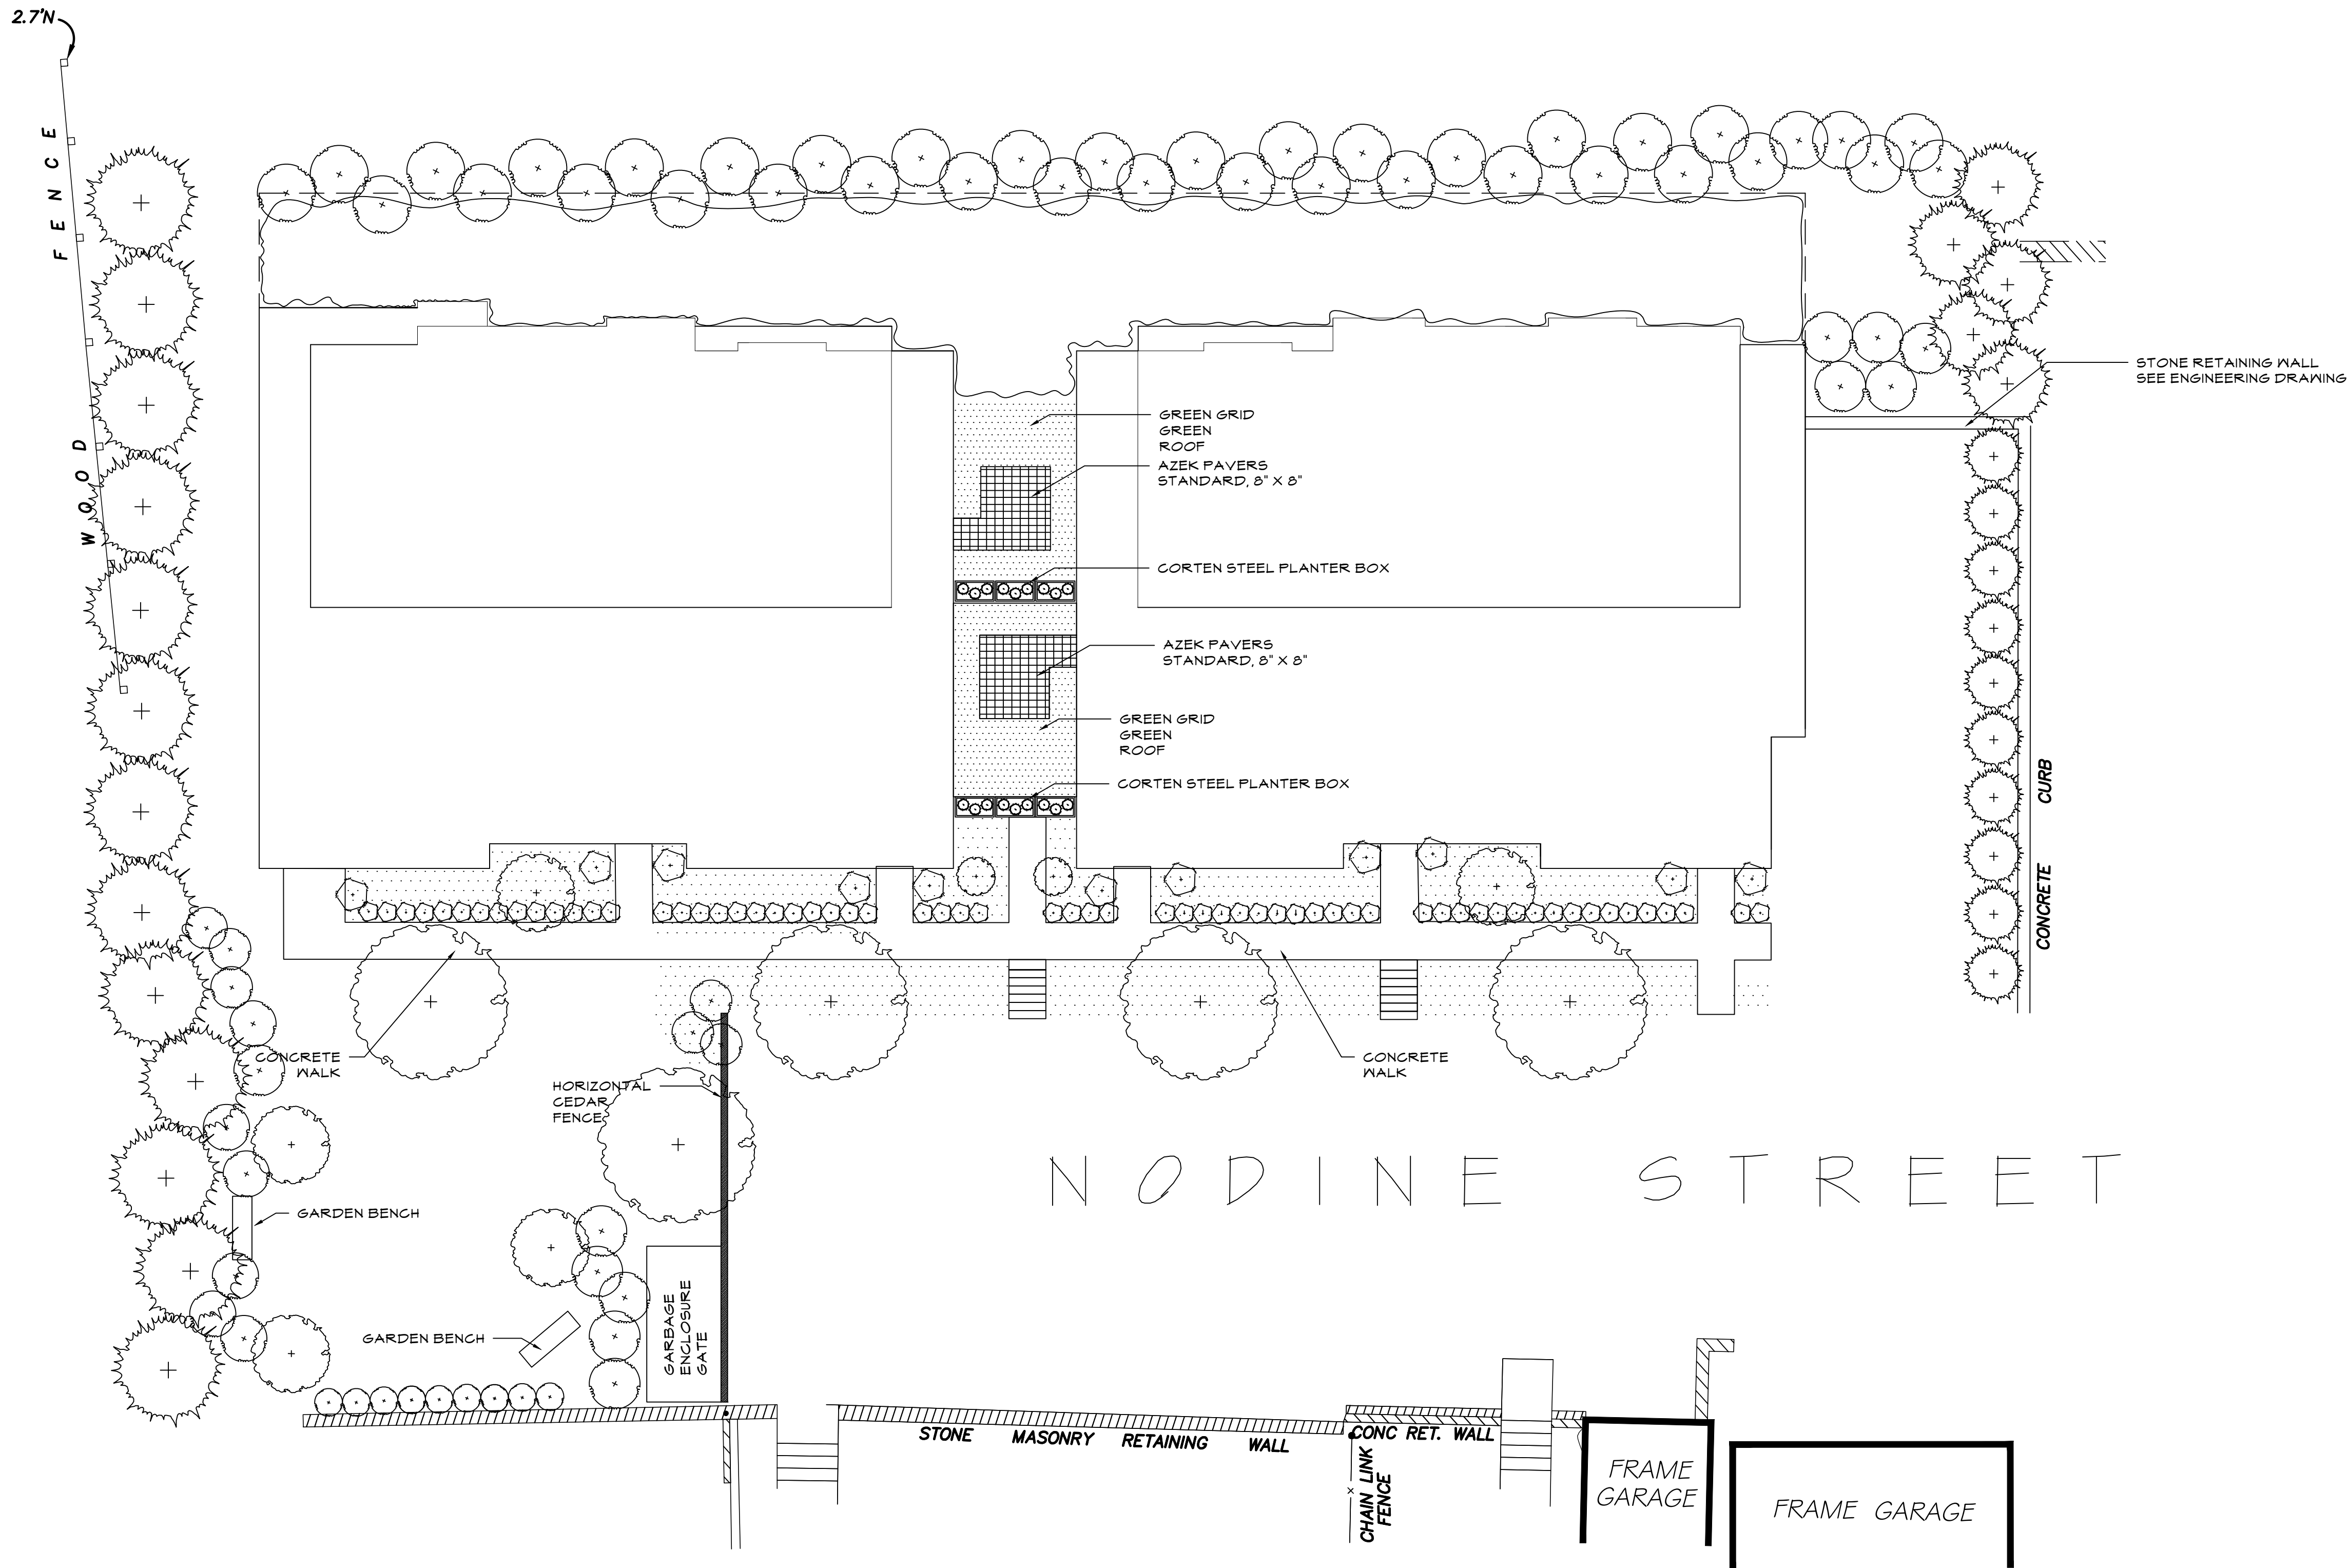 2.7'N
WOOD FENCE
STONE RETAINING WALL
SEE ENGINEERING DRAWING
GREEN GRID
GREEN
ROOF
AZEK PAVERS
STANDARD, 8" X 8"
CORTEN STEEL PLANTER BOX
AZEK PAVERS
STANDARD, 8" X 8"
GREEN GRID
GREEN
ROOF
CORTEN STEEL PLANTER BOX
CONCRETE CURB
CONCRETE
WALK
CONCRETE
WALK
HORIZONTAL
CEDAR
FENCE
NODINE STREET
GARDEN BENCH
GARDEN BENCH
GARBAGE
ENCLOSURE
GATE
STONE MASONRY RETAINING WALL
CONC RET. WALL
CHAIN LINK
FENCE
FRAME
GARAGE
FRAME GARAGE